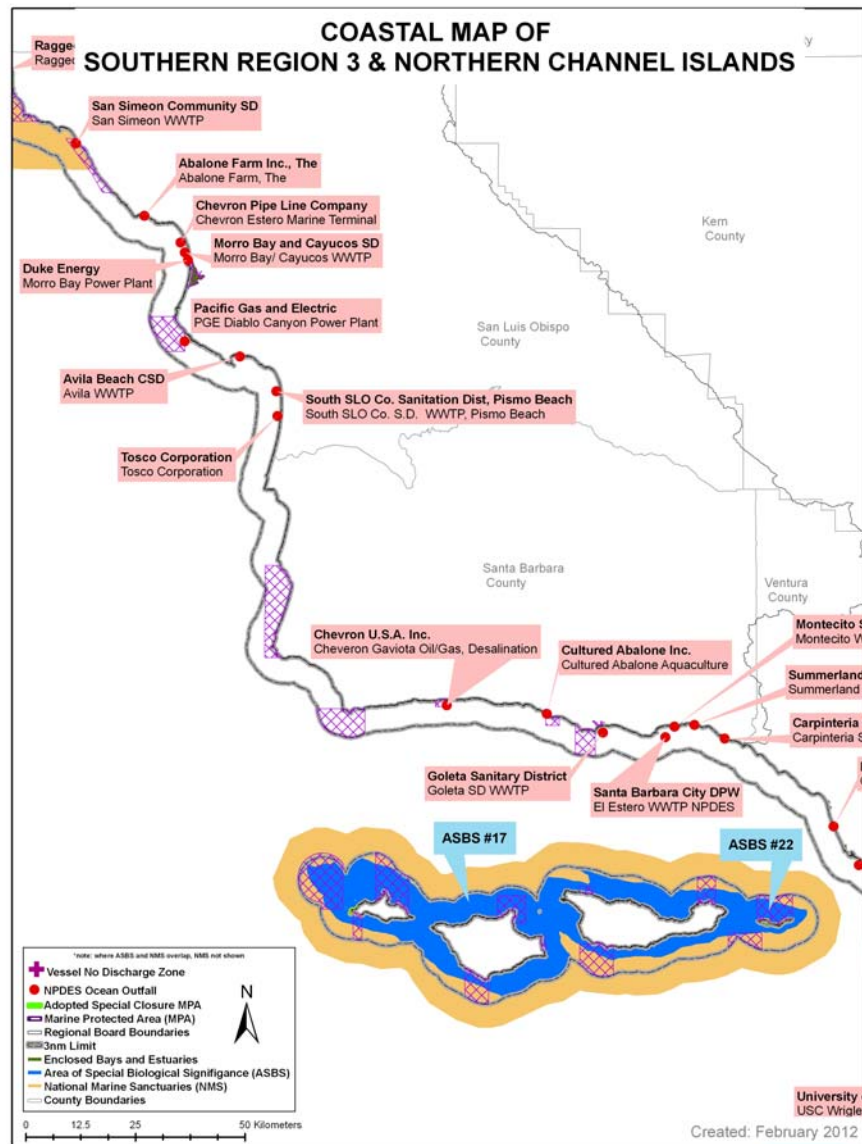 COASTAL MAP OF
SOUTHERN REGION 3 & NORTHERN CHANNEL ISLANDS
San Simeon Community SD
San Simeon WWTP
Abalone Farm Inc., The
Abalone Farm, The
Chevron Pipe Line Company
Chevron Estero Marine Terminal
Kern
County
Morro Bay and Cayucos SD
Morro Bay/ Cayucos WWTP
Duke Energy
Morro Bay Power Plant
Pacific Gas and Electric
PGE Diablo Canyon Power Plant
San Luis Obispo
County
Avila Beach CSD
Avila WWTP
South SLO Co. Sanitation Dist, Pismo Beach
South SLO Co. S.D. WWTP, Pismo Beach
Tosco Corporation
Tosco Corporation
Santa Barbara
County
Ventura
County
Chevron U.S.A. Inc.
Cheveron Gaviota Oil/Gas, Desalination
Cultured Abalone Inc.
Cultured Abalone Aquaculture
Montecito S
Montecito W
Summerland
Summerland
Carpinteria
Carpinteria S
Goleta Sanitary District
Goleta SD WWTP
Santa Barbara City DPW
El Estero WWTP NPDES
ASBS #17
ASBS #22
*note: where ASBS and NMS overlap, NMS not shown
Vessel No Discharge Zone
NPDES Ocean Outfall
Adopted Special Closure MPA
Marine Protected Area (MPA)
Regional Board Boundaries
3nm Limit
Enclosed Bays and Estuaries
Area of Special Biological Signifigance (ASBS)
National Marine Sanctuaries (NMS)
County Boundaries
N
0 12.5 25 50 Kilometers
University
USC Wrigle
Created: February 2012